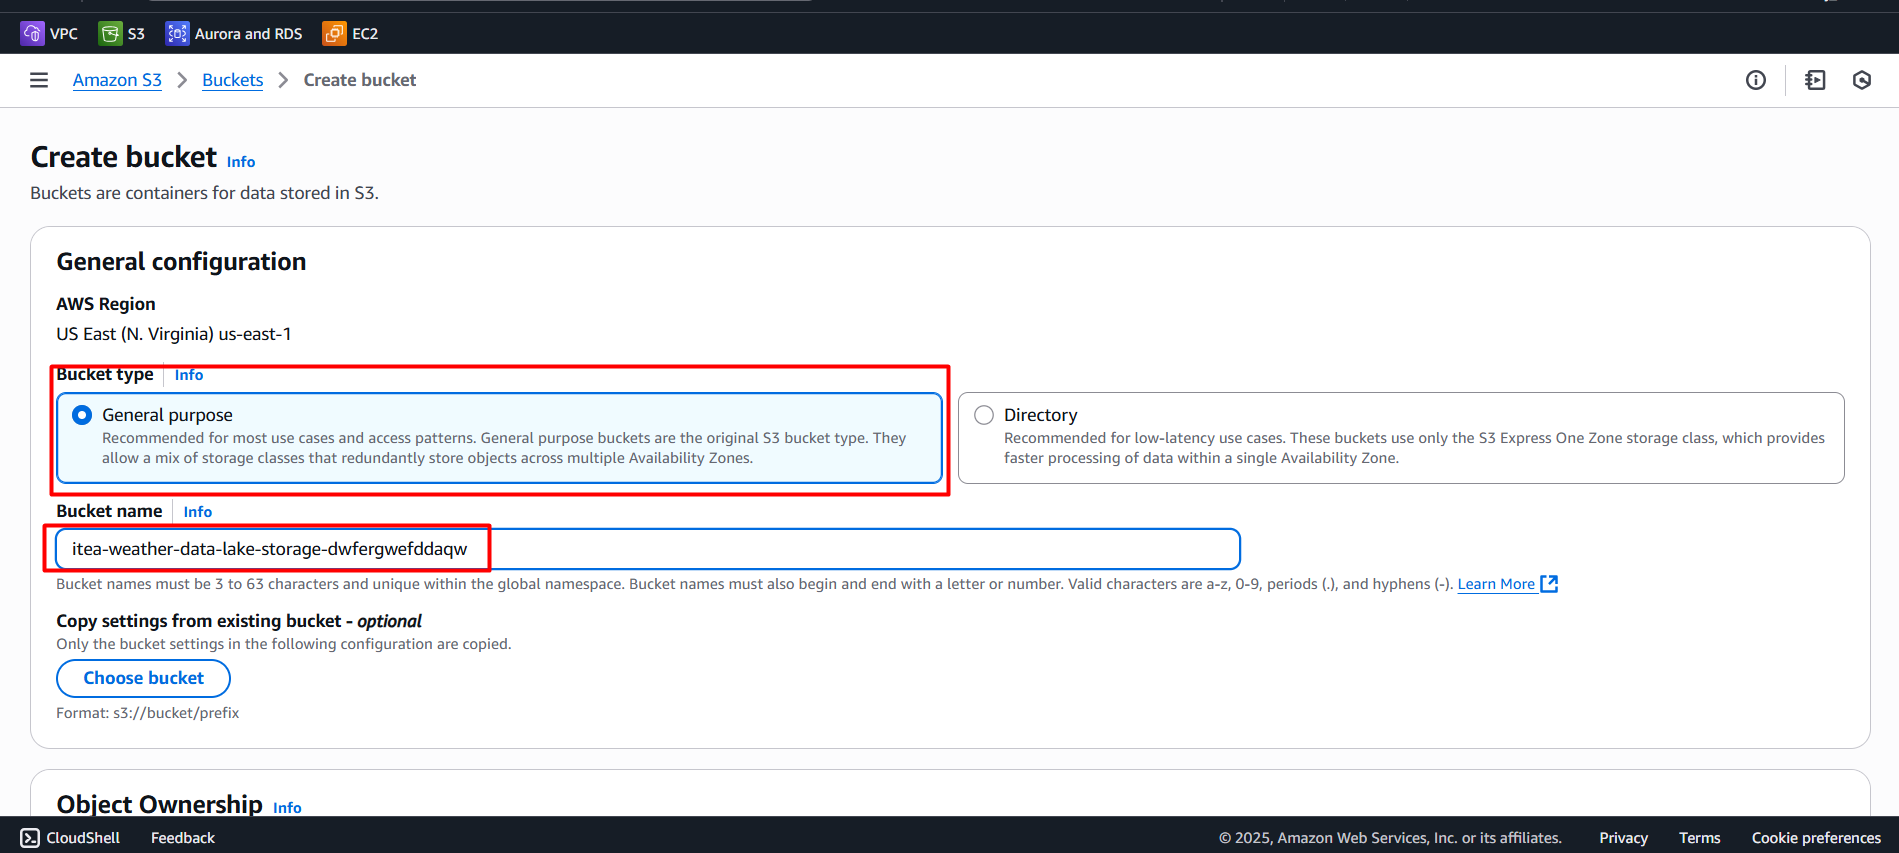 VPC S3 Aurora and RDS EC2
Amazon S3 Buckets Create bucket
Create bucket Info
Buckets are containers for data stored in S3.
General configuration
AWS Region
US East (N. Virginia) us-east-1
Bucket type Info
General purpose
Recommended for most use cases and access patterns. General purpose buckets are the original S3 bucket type. They
allow a mix of storage classes that redundantly store objects across multiple Availability Zones.
Directory
Recommended for low-latency use cases. These buckets use only the S3 Express One Zone storage class, which provides
faster processing of data within a single Availability Zone.
Bucket name Info
itea-weather-data-lake-storage-dwfergwefddaqw
Bucket names must be 3 to 63 characters and unique within the global namespace. Bucket names must also begin and end with a letter or number. Valid characters are a-z, 0-9, periods (.), and hyphens (-). Learn More
Copy settings from existing bucket - optional
Only the bucket settings in the following configuration are copied.
Choose bucket
Format: s3://bucket/prefix
Object Ownership Info
CloudShell Feedback © 2025, Amazon Web Services, Inc. or its affiliates. Privacy Terms Cookie preferences